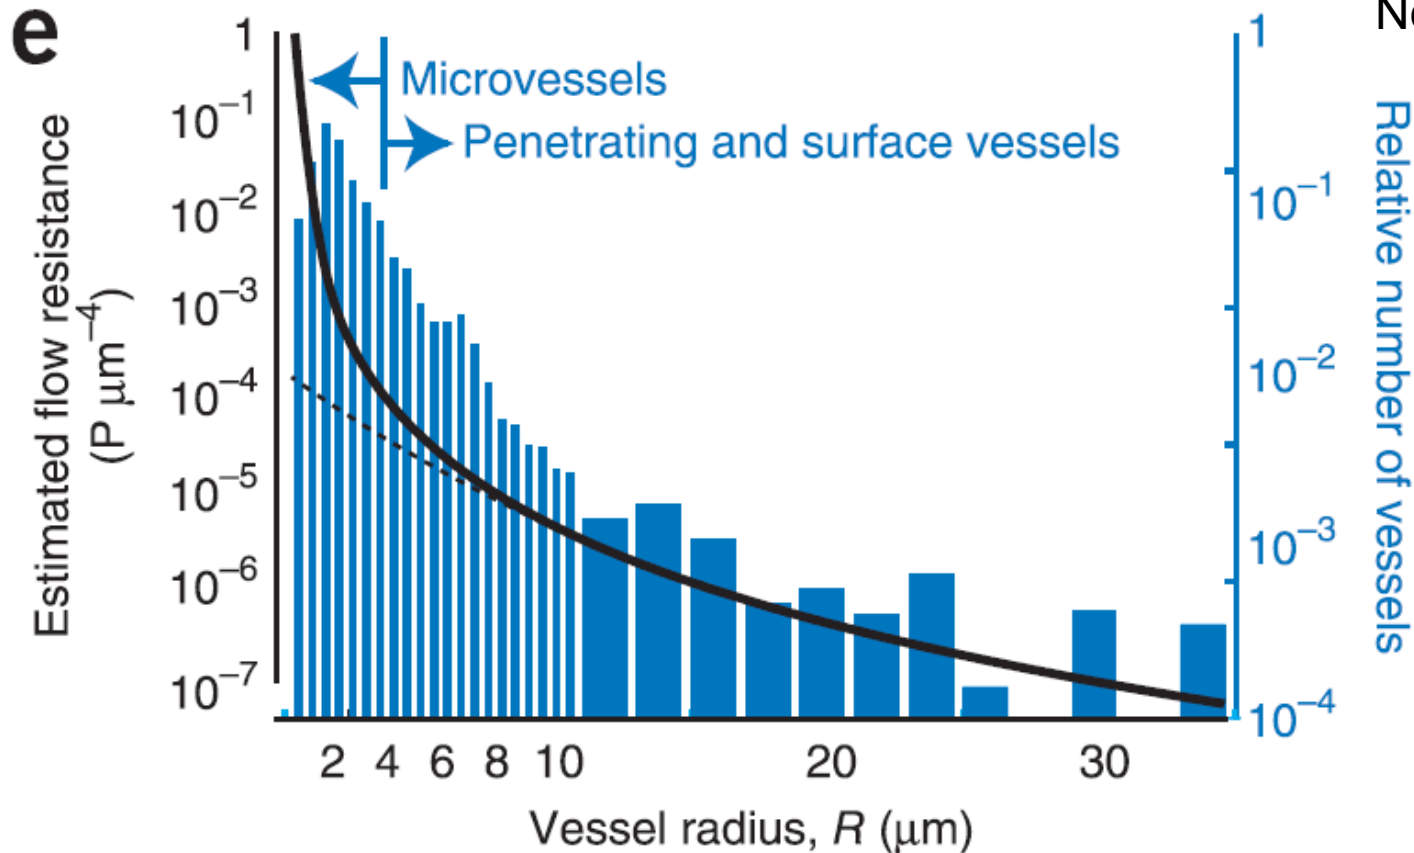 e
No
1
10⁻¹
10⁻²
10⁻³
10⁻⁴
10⁻⁵
10⁻⁶
10⁻⁷
Estimated flow resistance
(P μm⁻⁴)
Microvessels
Penetrating and surface vessels
1
10⁻¹
10⁻²
10⁻³
10⁻⁴
Relative number of vessels
2 4 6 8 10 20 30
Vessel radius, R (μm)